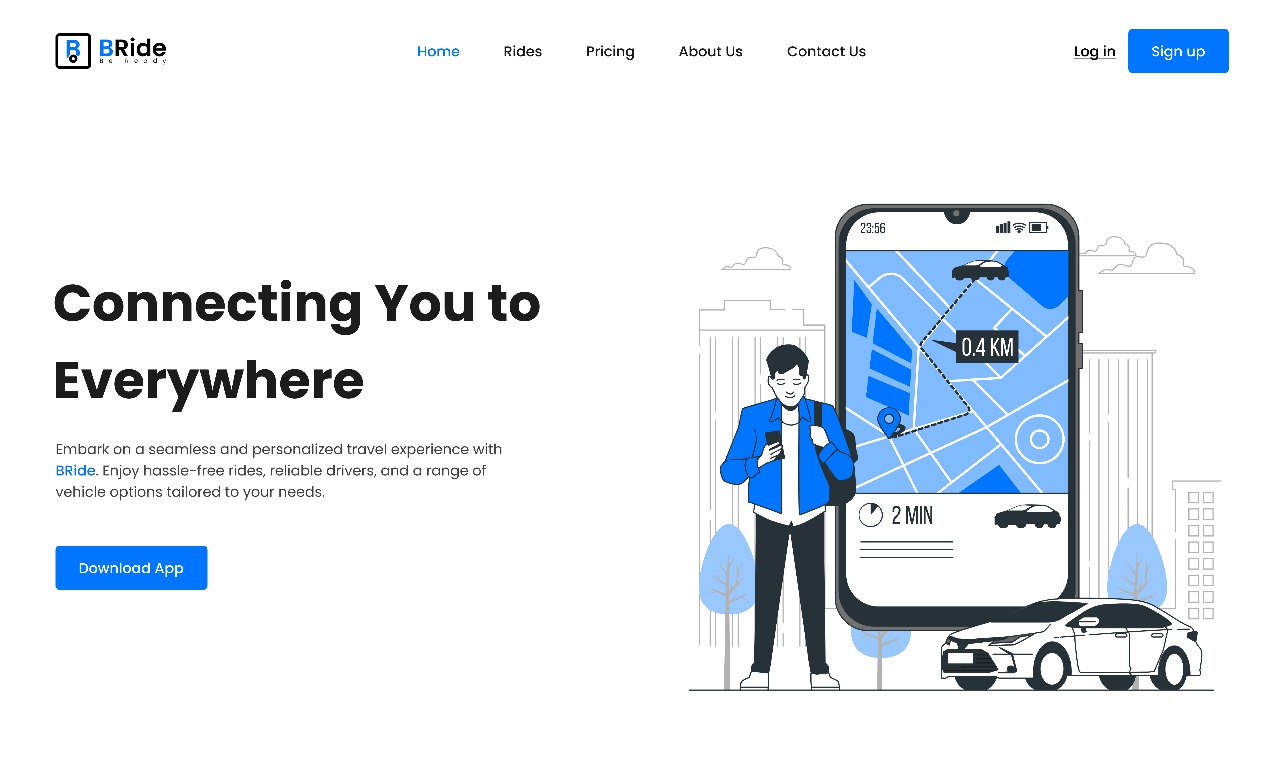 B BRide
Be Ready
Home Rides Pricing About Us Contact Us Log in Sign up
23:56
Connecting You to
Everywhere
0.4 KM
Embark on a seamless and personalized travel experience with
BRide. Enjoy hassle-free rides, reliable drivers, and a range of
vehicle options tailored to your needs.
2 MIN
Download App